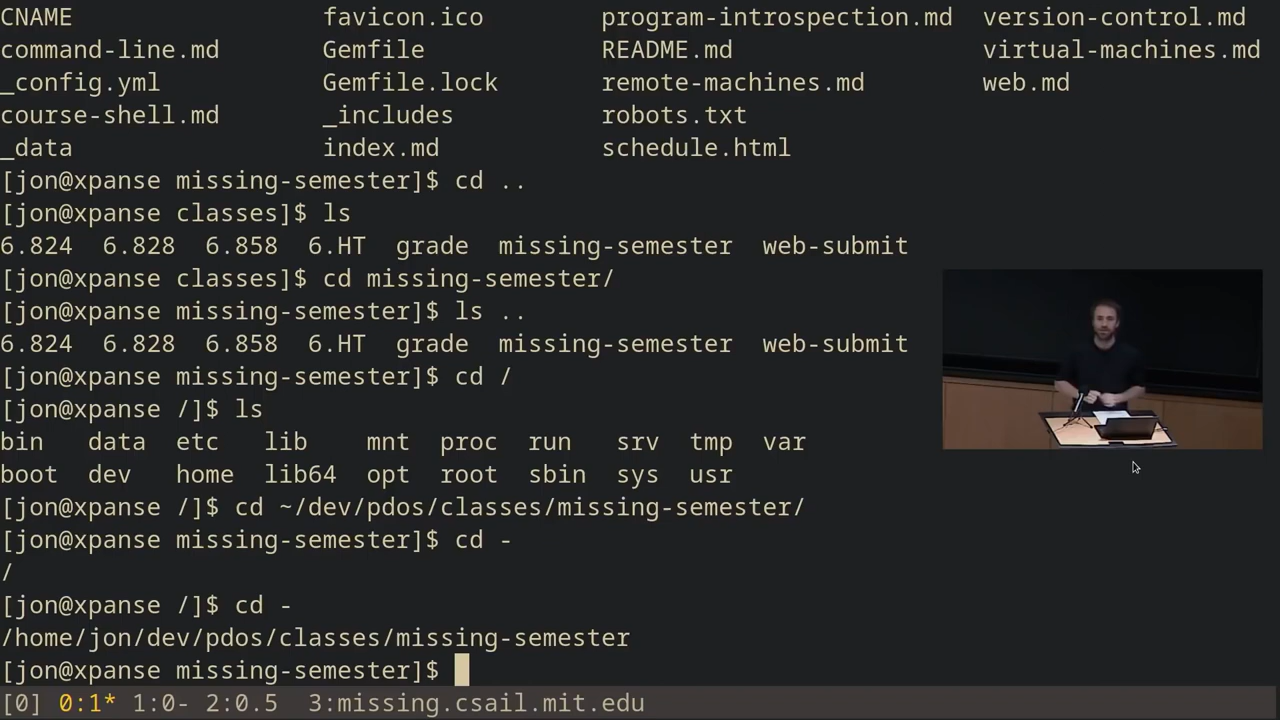 CNAME favicon.ico program-introspection.md version-control.md
command-line.md Gemfile README.md virtual-machines.md
_config.yml Gemfile.lock remote-machines.md web.md
course-shell.md _includes robots.txt
_data index.md schedule.html
[jon@xpanse missing-semester]$ cd ..
[jon@xpanse classes]$ ls
6.824 6.828 6.858 6.HT grade missing-semester web-submit
[jon@xpanse classes]$ cd missing-semester/
[jon@xpanse missing-semester]$ ls ..
6.824 6.828 6.858 6.HT grade missing-semester web-submit
[jon@xpanse missing-semester]$ cd /
[jon@xpanse /]$ ls
bin data etc lib mnt proc run srv tmp var
boot dev home lib64 opt root sbin sys usr
[jon@xpanse /]$ cd ~/dev/pdos/classes/missing-semester/
[jon@xpanse missing-semester]$ cd -
/
[jon@xpanse /]$ cd -
/home/jon/dev/pdos/classes/missing-semester
[jon@xpanse missing-semester]$
[0] 0:1* 1:0- 2:0.5 3:missing.csail.mit.edu